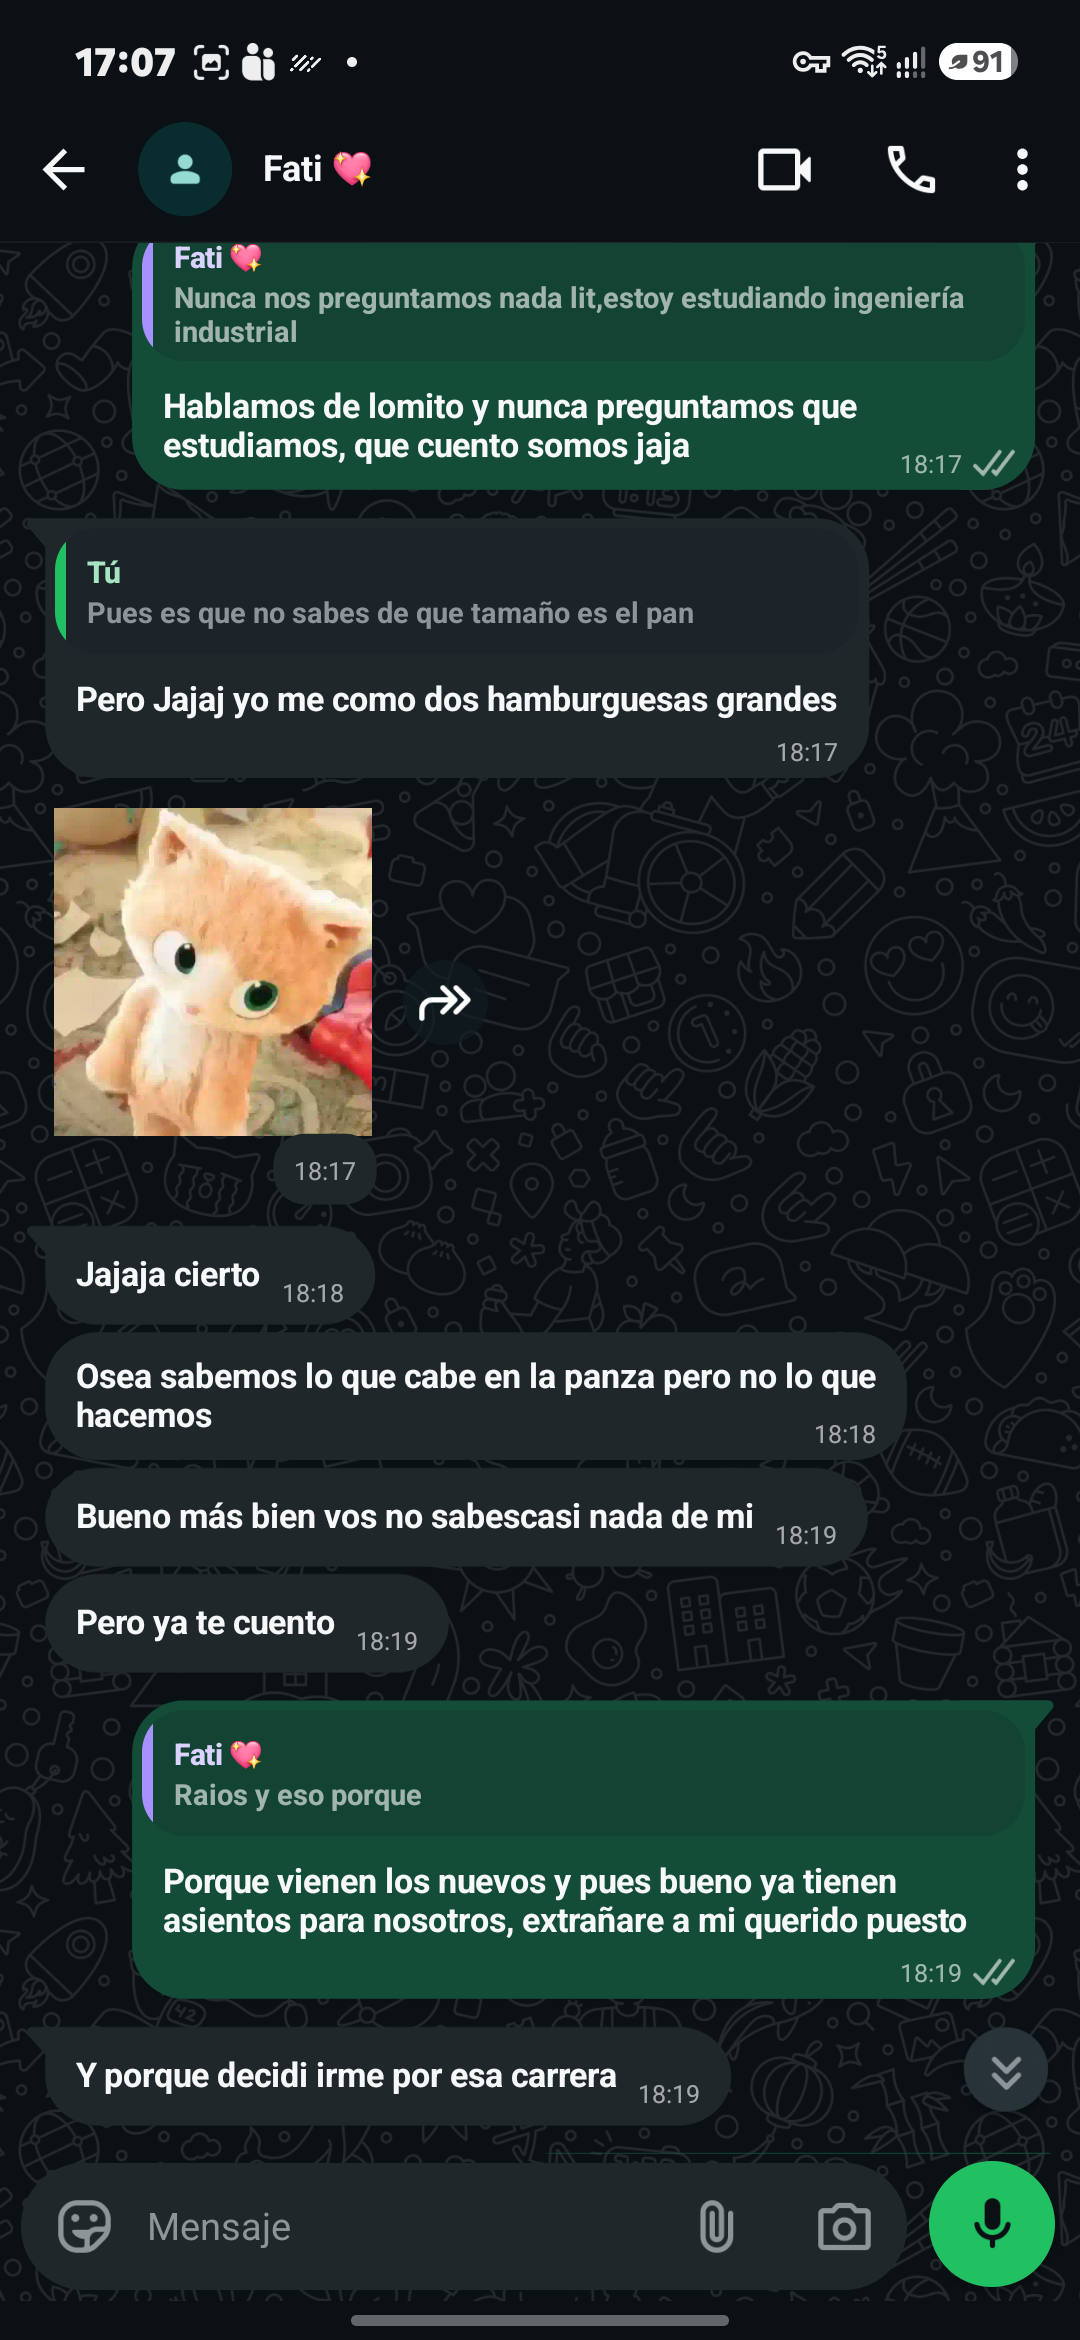 17:07
5
91
Fati 💖
Fati 💖
Nunca nos preguntamos nada lit,estoy estudiando ingeniería
industrial
Hablamos de lomito y nunca preguntamos que
estudiamos, que cuento somos jaja
18:17
Tú
Pues es que no sabes de que tamaño es el pan
Pero Jajaj yo me como dos hamburguesas grandes
18:17
18:17
Jajaja cierto 18:18
Osea sabemos lo que cabe en la panza pero no lo que
hacemos
18:18
Bueno más bien vos no sabescasi nada de mi 18:19
Pero ya te cuento 18:19
Fati 💖
Raios y eso porque
Porque vienen los nuevos y pues bueno ya tienen
asientos para nosotros, extrañare a mi querido puesto
18:19
Y porque decidi irme por esa carrera 18:19
Mensaje